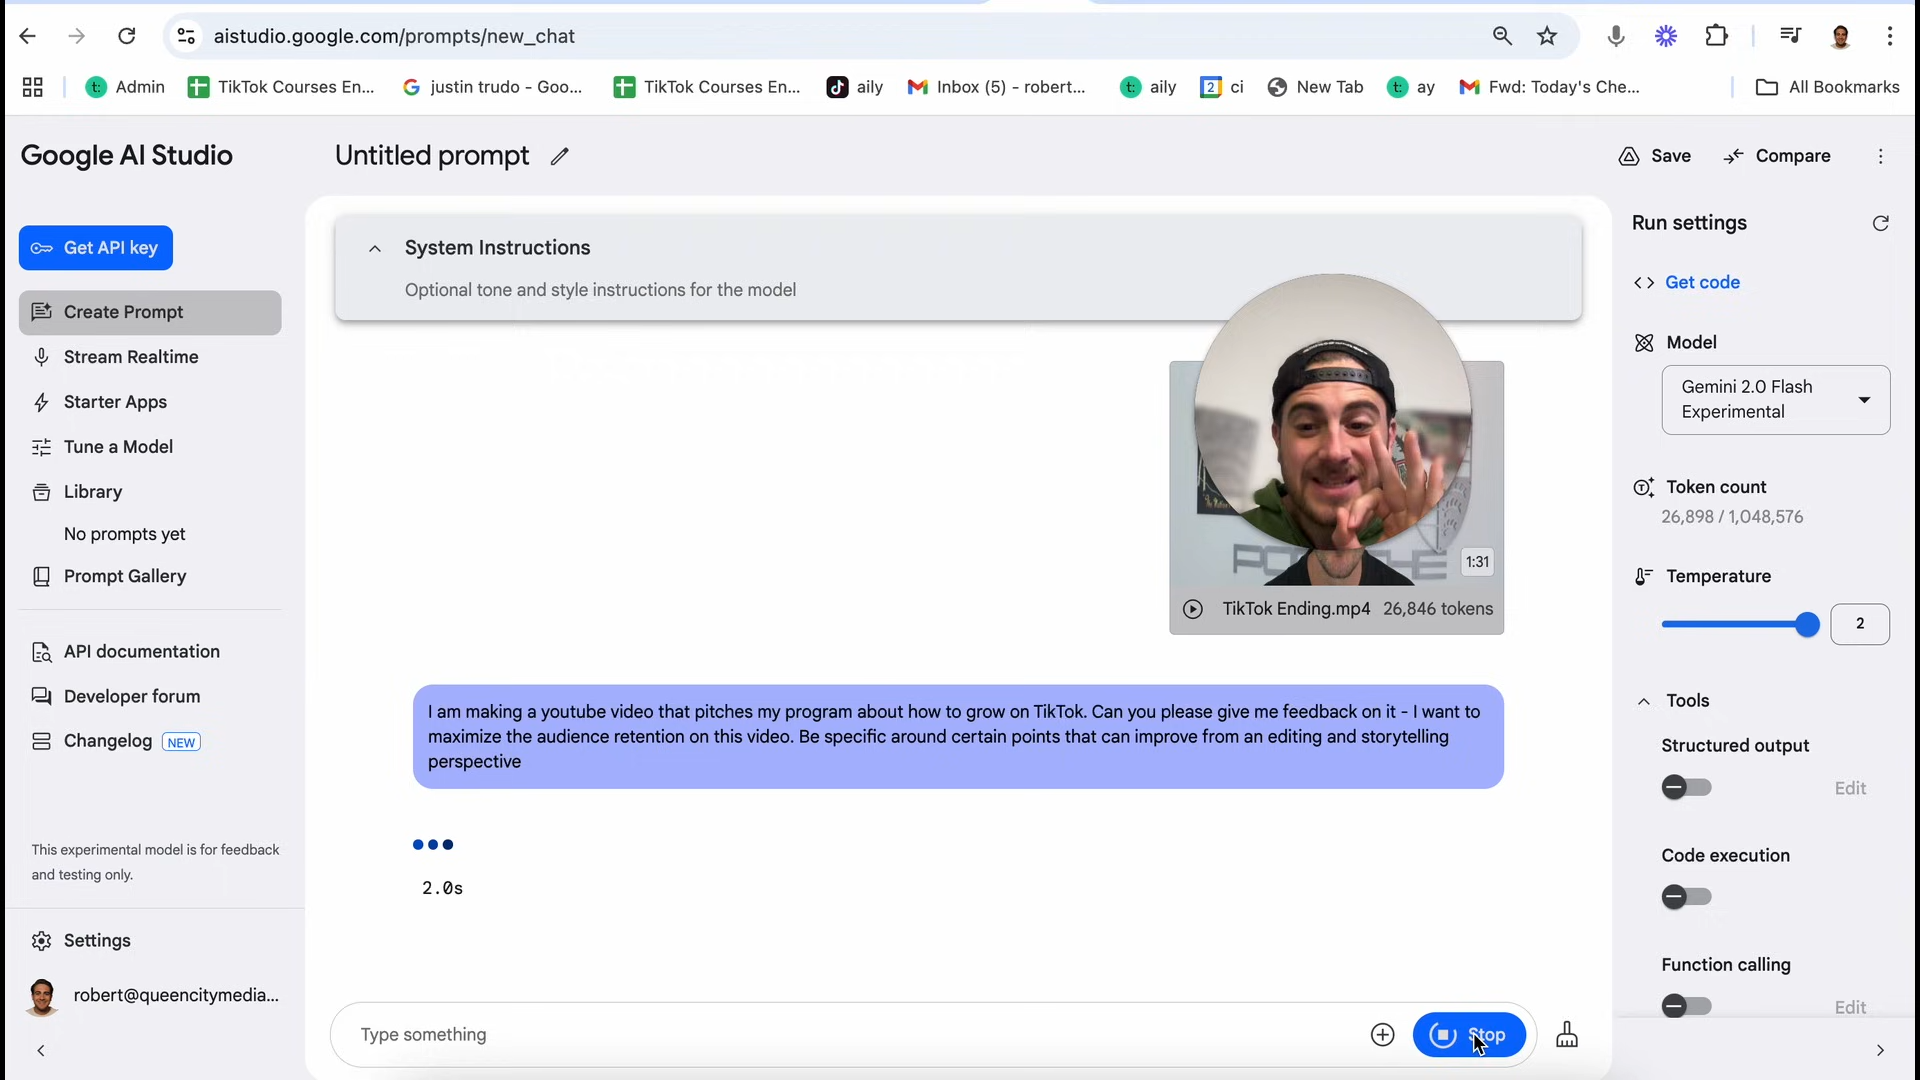 aistudio.google.com/prompts/new_chat
Admin
TikTok Courses En...
justin trudo - Goo...
TikTok Courses En...
aily
Inbox (5) - robert...
aily
2
ci
New Tab
ay
Fwd: Today's Che...
All Bookmarks
Google AI Studio
Untitled prompt
Save
Compare
Get API key
Create Prompt
Stream Realtime
Starter Apps
Tune a Model
Library
No prompts yet
Prompt Gallery
API documentation
Developer forum
Changelog NEW
This experimental model is for feedback
and testing only.
Settings
robert@queencitymedia...
System Instructions
Optional tone and style instructions for the model
1:31
TikTok Ending.mp4 26,846 tokens
I am making a youtube video that pitches my program about how to grow on TikTok. Can you please give me feedback on it - I want to
maximize the audience retention on this video. Be specific around certain points that can improve from an editing and storytelling
perspective
2.0s
Type something
Stop
Run settings
Get code
Model
Gemini 2.0 Flash
Experimental
Token count
26,898 / 1,048,576
Temperature
2
Tools
Structured output
Edit
Code execution
Function calling
Edit